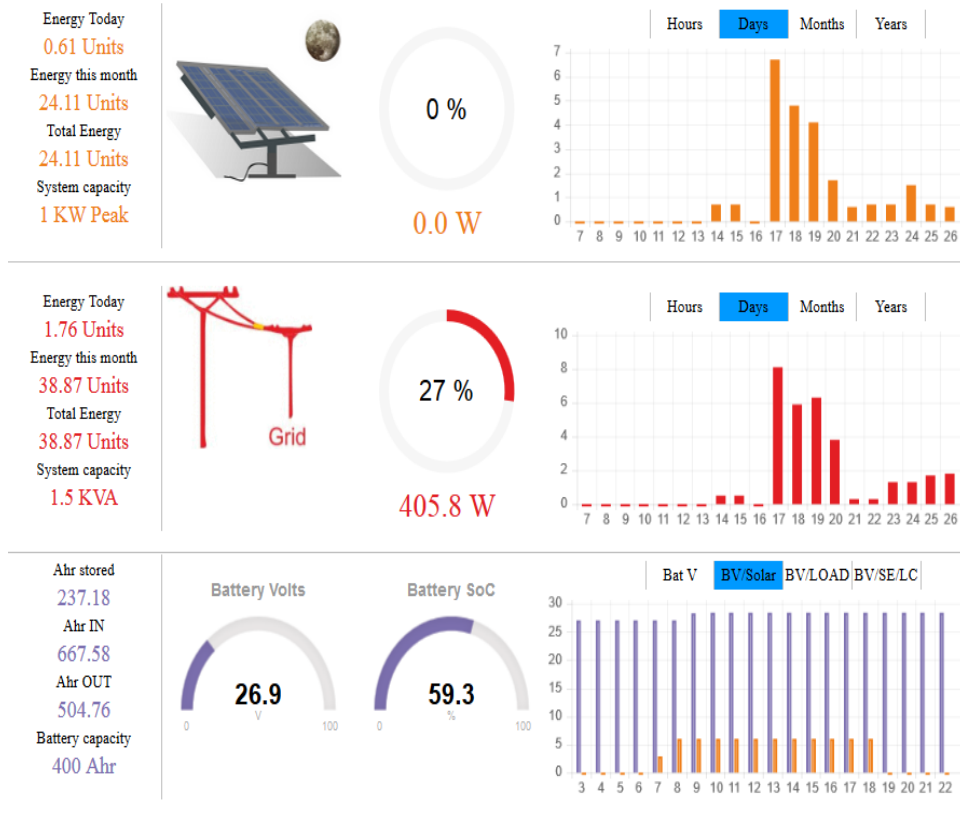 Energy Today
0.61 Units
Energy this month
24.11 Units
Total Energy
24.11 Units
System capacity
1 KW Peak
0 %
0.0 W
Hours Days Months Years
7
6
5
4
3
2
1
0
7 8 9 10 11 12 13 14 15 16 17 18 19 20 21 22 23 24 25 26
Energy Today
1.76 Units
Energy this month
38.87 Units
Total Energy
38.87 Units
System capacity
1.5 KVA
Grid
27 %
405.8 W
Hours Days Months Years
10
8
6
4
2
0
7 8 9 10 11 12 13 14 15 16 17 18 19 20 21 22 23 24 25 26
Ahr stored
237.18
Ahr IN
667.58
Ahr OUT
504.76
Battery capacity
400 Ahr
Battery Volts
26.9
V
0 100
Battery SoC
59.3
%
0 100
Bat V BV/Solar BV/LOAD BV/SE/LC
30
25
20
15
10
5
0
3 4 5 6 7 8 9 10 11 12 13 14 15 16 17 18 19 20 21 22